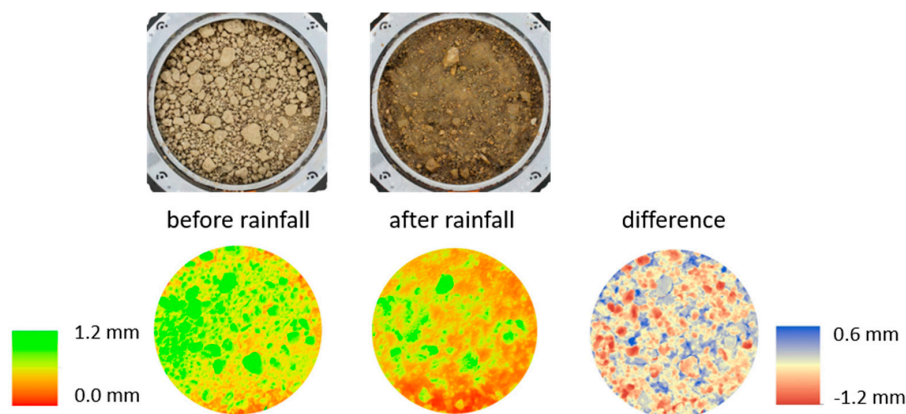 before rainfall
after rainfall
difference
1.2 mm
0.0 mm
0.6 mm
-1.2 mm